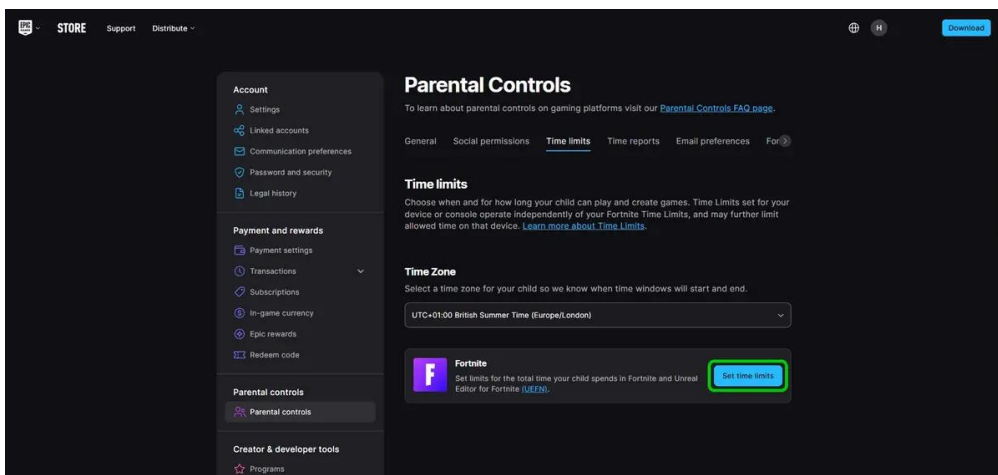 EPIC GAMES
STORE
Support
Distribute
H
Download
Account
Settings
Linked accounts
Communication preferences
Password and security
Legal history
Payment and rewards
Payment settings
Transactions
Subscriptions
In-game currency
Epic rewards
Redeem code
Parental controls
Parental controls
Creator & developer tools
Programs
Parental Controls
To learn about parental controls on gaming platforms visit our Parental Controls FAQ page.
General Social permissions Time limits Time reports Email preferences For
Time limits
Choose when and for how long your child can play and create games. Time Limits set for your
device or console operate independently of your Fortnite Time Limits, and may further limit
allowed time on that device. Learn more about Time Limits.
Time Zone
Select a time zone for your child so we know when time windows will start and end.
UTC+01:00 British Summer Time (Europe/London)
F
Fortnite
Set limits for the total time your child spends in Fortnite and Unreal
Editor for Fortnite (UEFN).
Set time limits